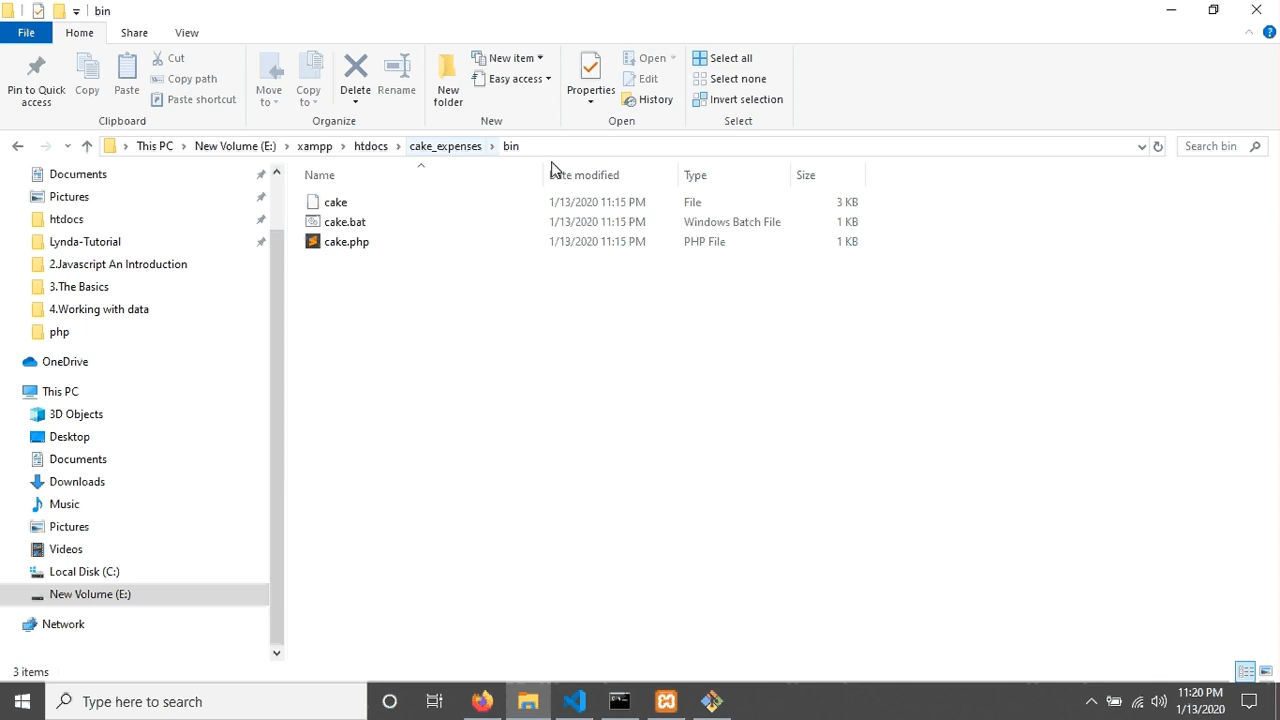 bin
File Home Share View
Pin to Quick access
Copy
Paste
Cut
Copy path
Paste shortcut
Clipboard
Move to
Copy to
Delete
Rename
Organize
New folder
New item
Easy access
New
Properties
Open
Edit
History
Open
Select all
Select none
Invert selection
Select
This PC > New Volume (E:) > xampp > htdocs > cake_expenses > bin
Search bin
Name Date modified Type Size
cake 1/13/2020 11:15 PM File 3 KB
cake.bat 1/13/2020 11:15 PM Windows Batch File 1 KB
cake.php 1/13/2020 11:15 PM PHP File 1 KB
Documents
Pictures
htdocs
Lynda-Tutorial
2.Javascript An Introduction
3.The Basics
4.Working with data
php
OneDrive
This PC
3D Objects
Desktop
Documents
Downloads
Music
Pictures
Videos
Local Disk (C:)
New Volume (E:)
Network
3 items
Type here to search
11:20 PM
1/13/2020